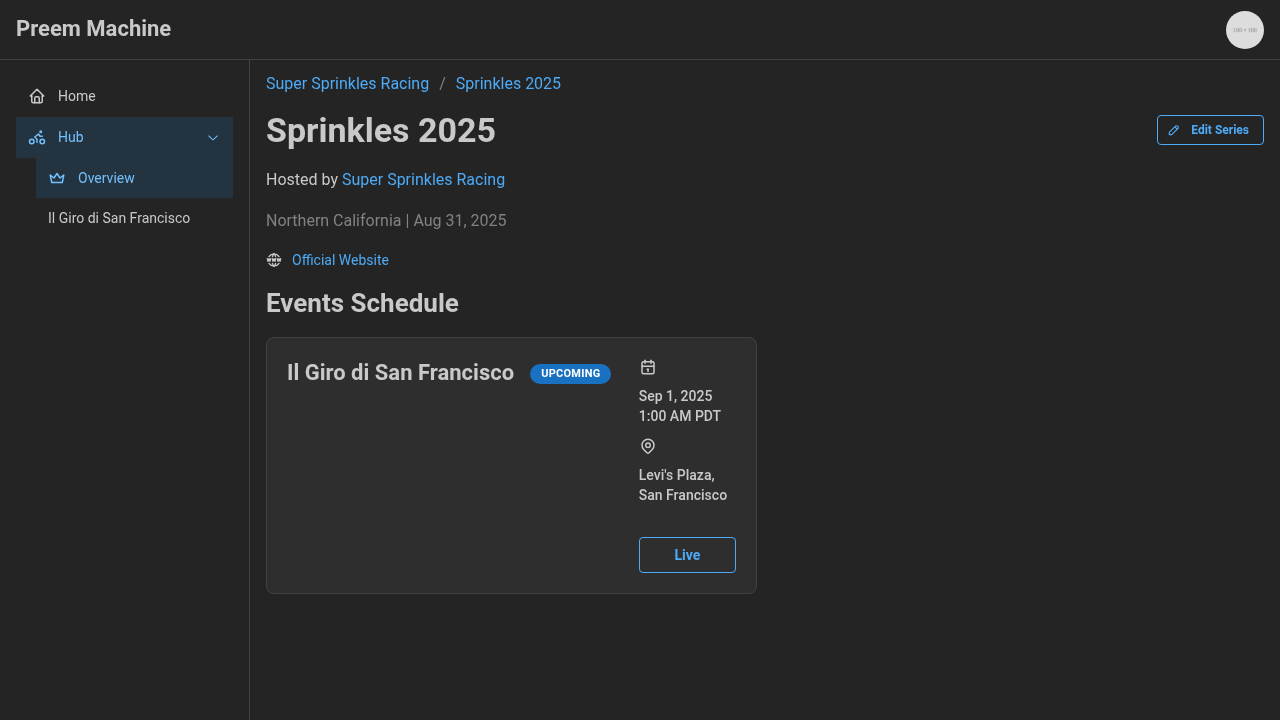 Preem Machine
100 × 100
Home
Hub
Overview
Il Giro di San Francisco
Super Sprinkles Racing / Sprinkles 2025
Sprinkles 2025
Edit Series
Hosted by Super Sprinkles Racing
Northern California | Aug 31, 2025
Official Website
Events Schedule
Il Giro di San Francisco
UPCOMING
Sep 1, 2025
1:00 AM PDT
Levi's Plaza,
San Francisco
Live